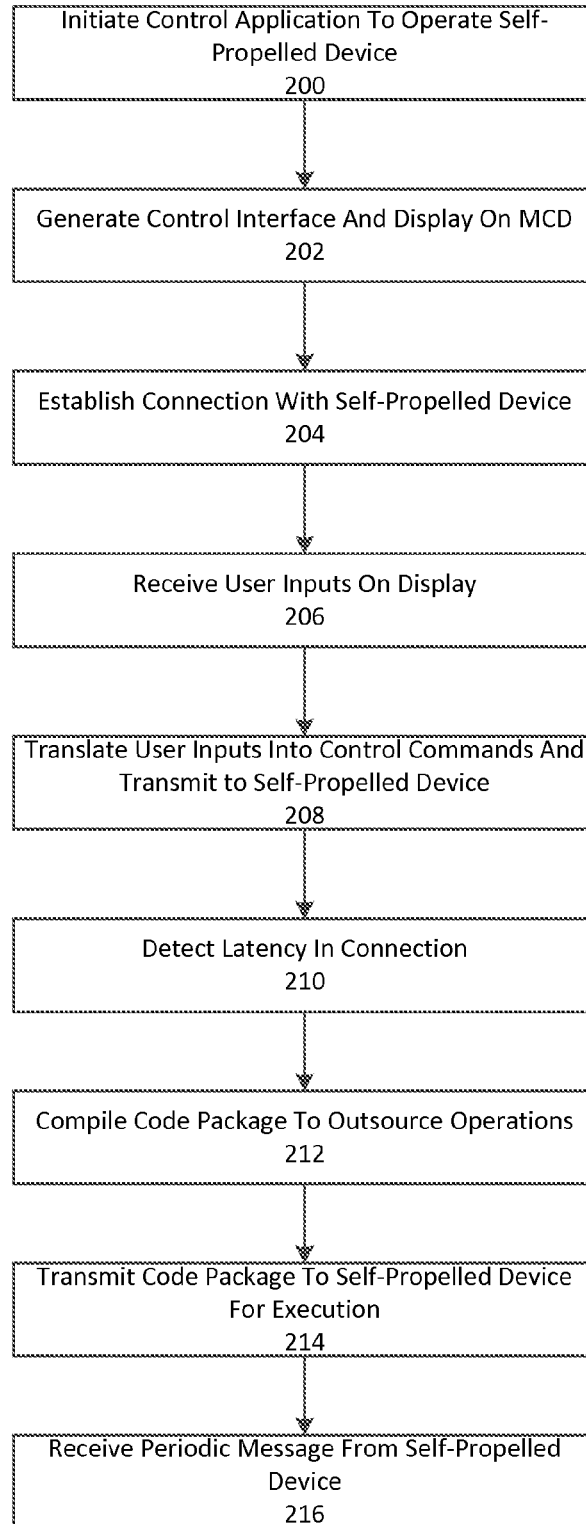 Initiate Control Application To Operate Self-
Propelled Device
200
Generate Control Interface And Display On MCD
202
Establish Connection With Self-Propelled Device
204
Receive User Inputs On Display
206
Translate User Inputs Into Control Commands And
Transmit to Self-Propelled Device
208
Detect Latency In Connection
210
Compile Code Package To Outsource Operations
212
Transmit Code Package To Self-Propelled Device
For Execution
214
Receive Periodic Message From Self-Propelled
Device
216